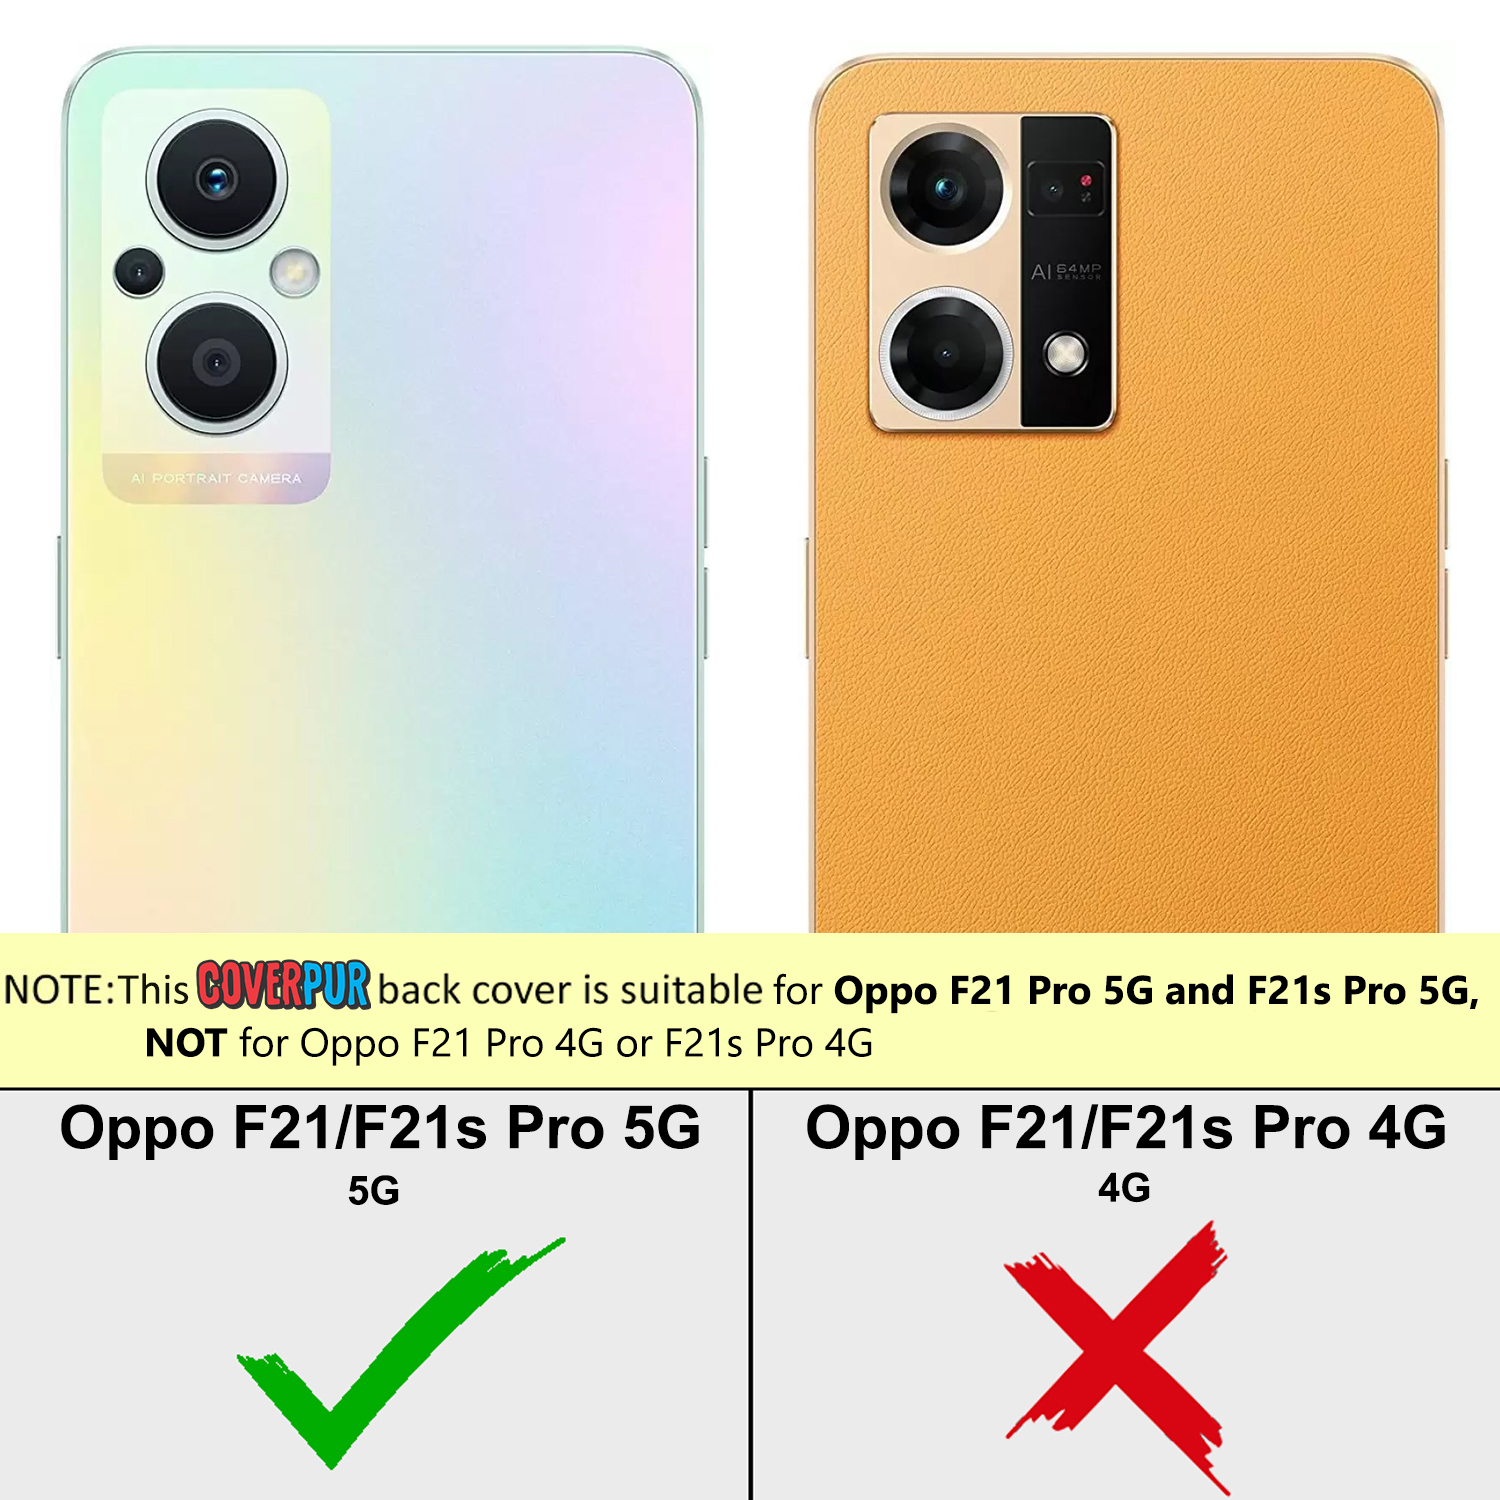 AI PORTRAIT CAMERA
AI 64MP
SENSOR
NOTE:This COVERPUR back cover is suitable for Oppo F21 Pro 5G and F21s Pro 5G,
NOT for Oppo F21 Pro 4G or F21s Pro 4G
Oppo F21/F21s Pro 5G
5G
Oppo F21/F21s Pro 4G
4G